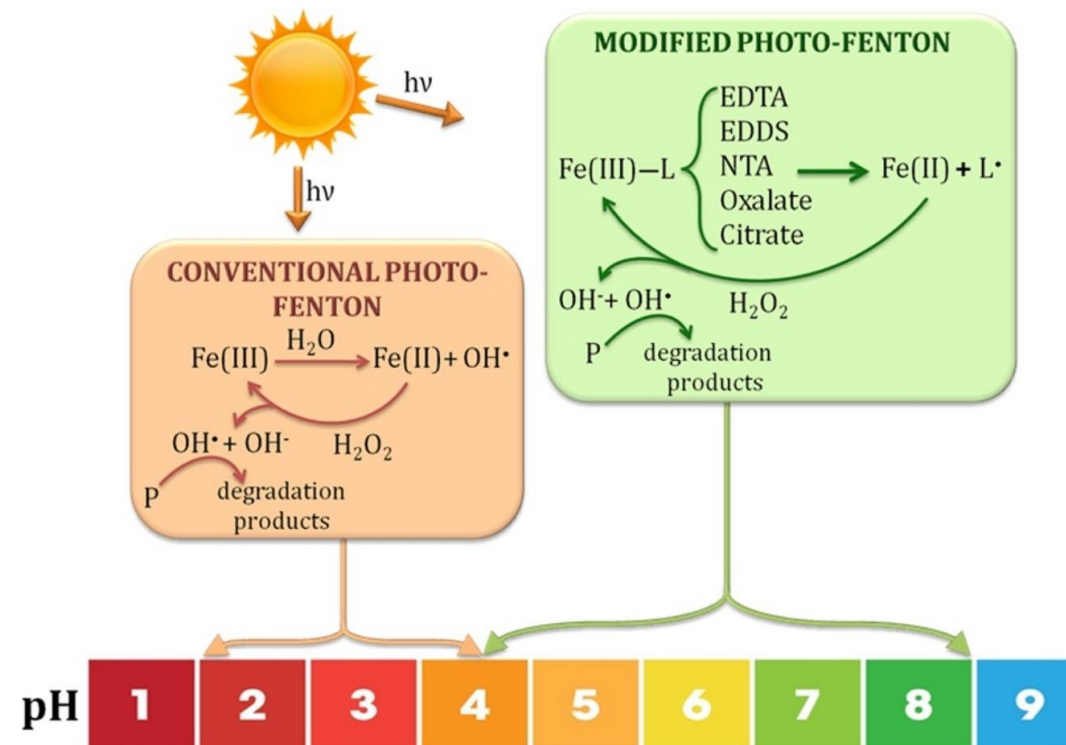 hν
hν
MODIFIED PHOTO-FENTON
EDTA
EDDS
Fe(III)—L NTA Fe(II) + L•
Oxalate
Citrate
OH⁻+ OH• H₂O₂
P degradation
products
CONVENTIONAL PHOTO-
FENTON
H₂O
Fe(III) Fe(II)+ OH•
OH•+ OH⁻ H₂O₂
P degradation
products
pH 1 2 3 4 5 6 7 8 9